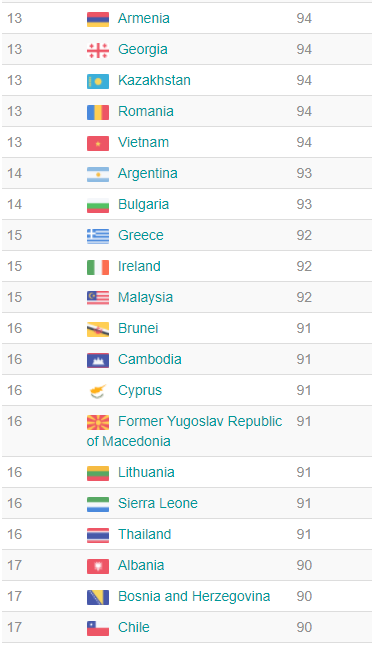 13 Armenia 94
13 Georgia 94
13 Kazakhstan 94
13 Romania 94
13 Vietnam 94
14 Argentina 93
14 Bulgaria 93
15 Greece 92
15 Ireland 92
15 Malaysia 92
16 Brunei 91
16 Cambodia 91
16 Cyprus 91
16 Former Yugoslav Republic 91
of Macedonia
16 Lithuania 91
16 Sierra Leone 91
16 Thailand 91
17 Albania 90
17 Bosnia and Herzegovina 90
17 Chile 90